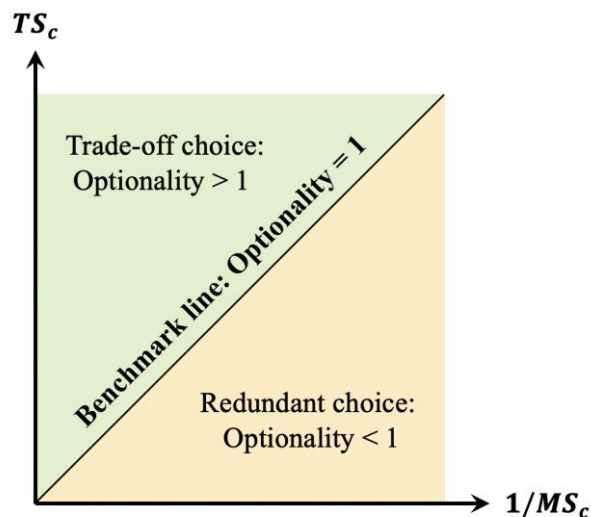 TS_c
Trade-off choice:
Optionality > 1
Benchmark line: Optionality = 1
Redundant choice:
Optionality < 1
1/MS_c